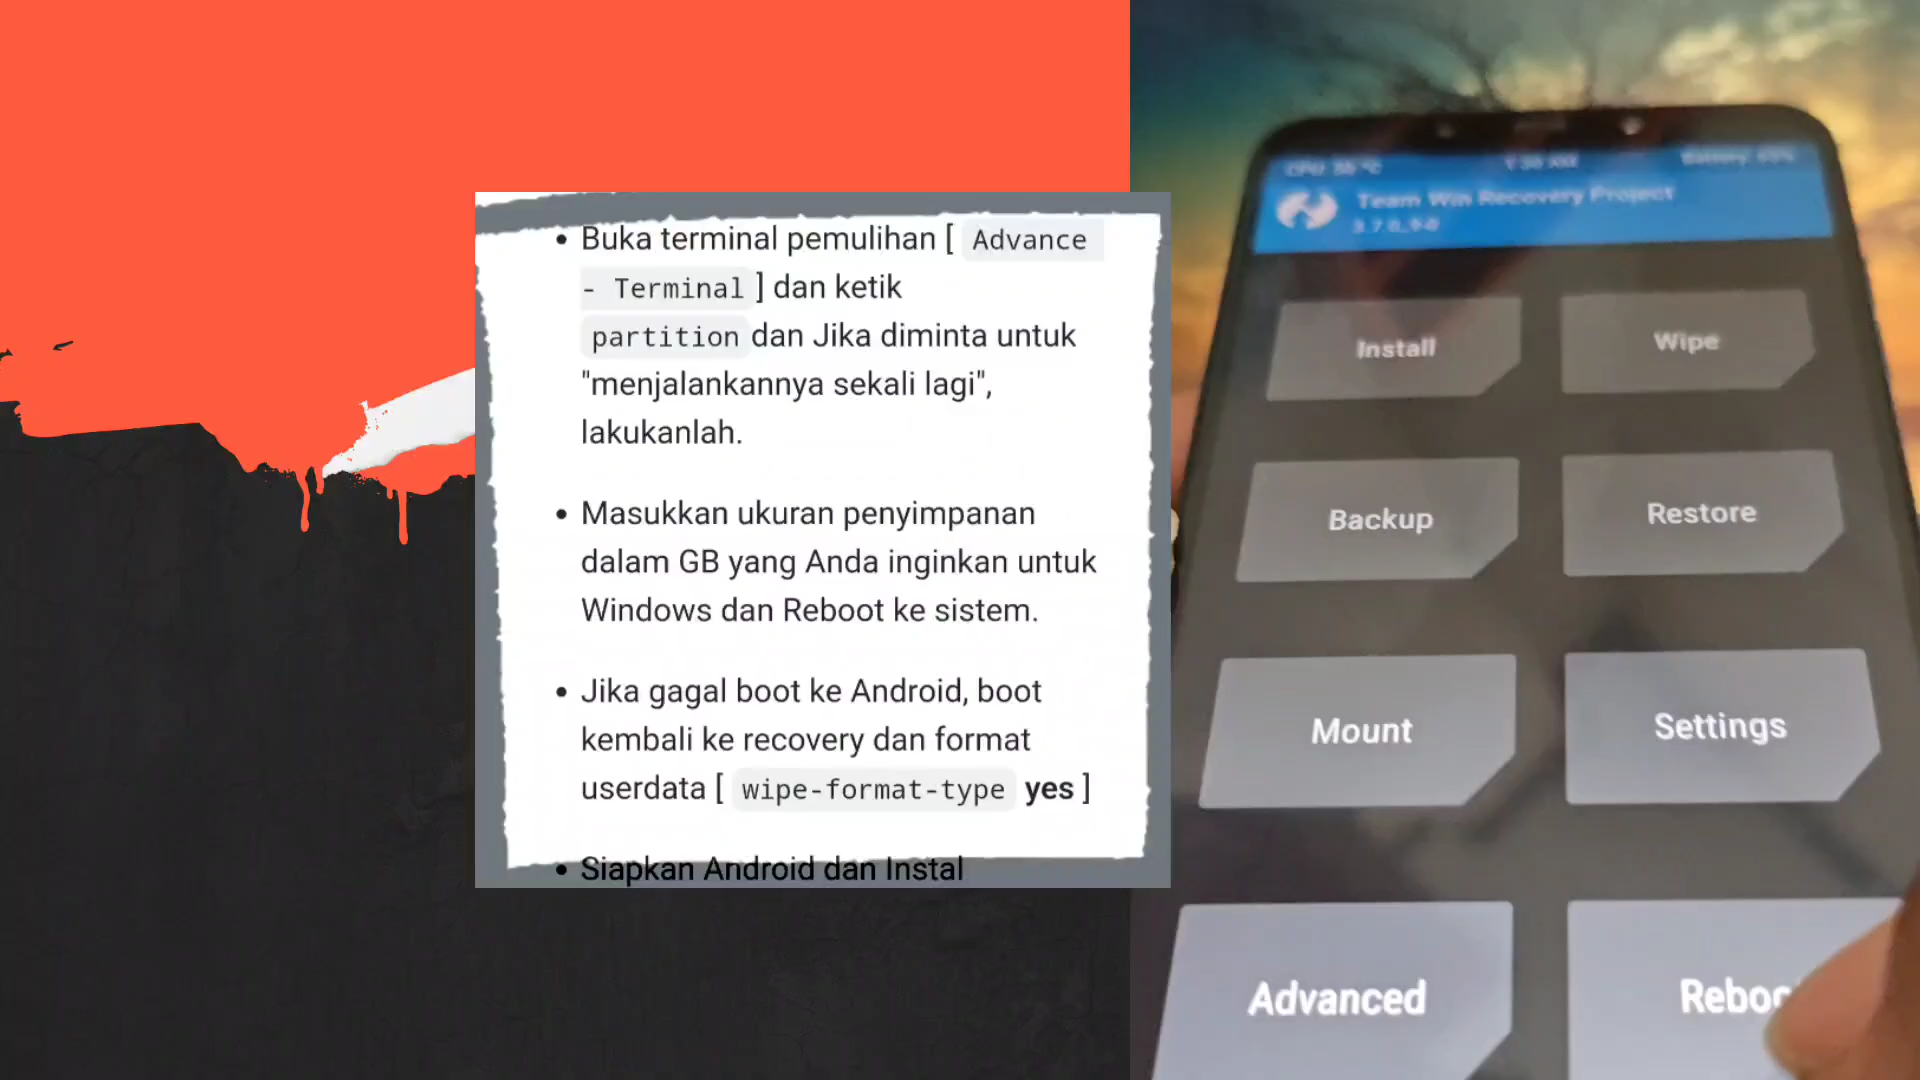 • Buka terminal pemulihan [ Advance
- Terminal ] dan ketik
partition dan Jika diminta untuk
"menjalankannya sekali lagi",
lakukanlah.
• Masukkan ukuran penyimpanan
dalam GB yang Anda inginkan untuk
Windows dan Reboot ke sistem.
• Jika gagal boot ke Android, boot
kembali ke recovery dan format
userdata [ wipe-format-type yes ]
• Siapkan Android dan Instal
Team Win Recovery Project
Install
Wipe
Backup
Restore
Mount
Settings
Advanced